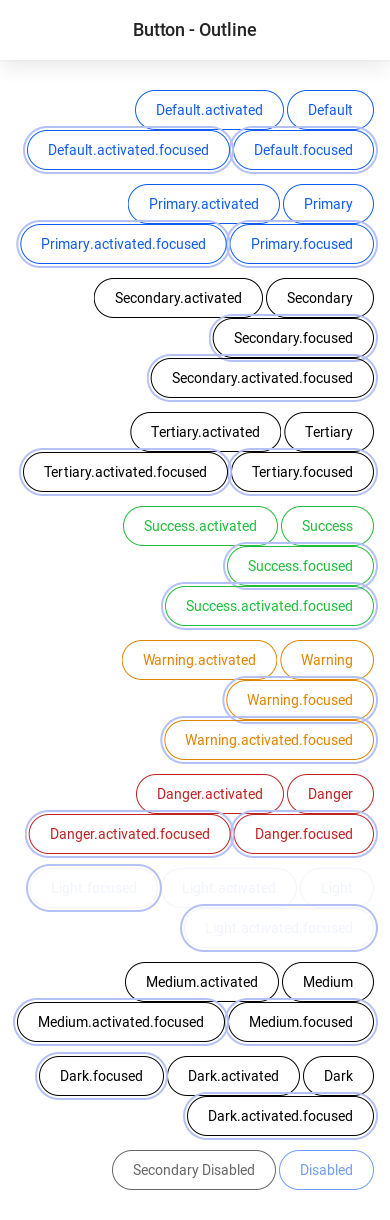 Button - Outline
Default.activated Default
Default.activated.focused Default.focused
Primary.activated Primary
Primary.activated.focused Primary.focused
Secondary.activated Secondary
Secondary.focused
Secondary.activated.focused
Tertiary.activated Tertiary
Tertiary.activated.focused Tertiary.focused
Success.activated Success
Success.focused
Success.activated.focused
Warning.activated Warning
Warning.focused
Warning.activated.focused
Danger.activated Danger
Danger.activated.focused Danger.focused
Light.focused Light.activated Light
Light.activated.focused
Medium.activated Medium
Medium.activated.focused Medium.focused
Dark.focused Dark.activated Dark
Dark.activated.focused
Secondary Disabled Disabled